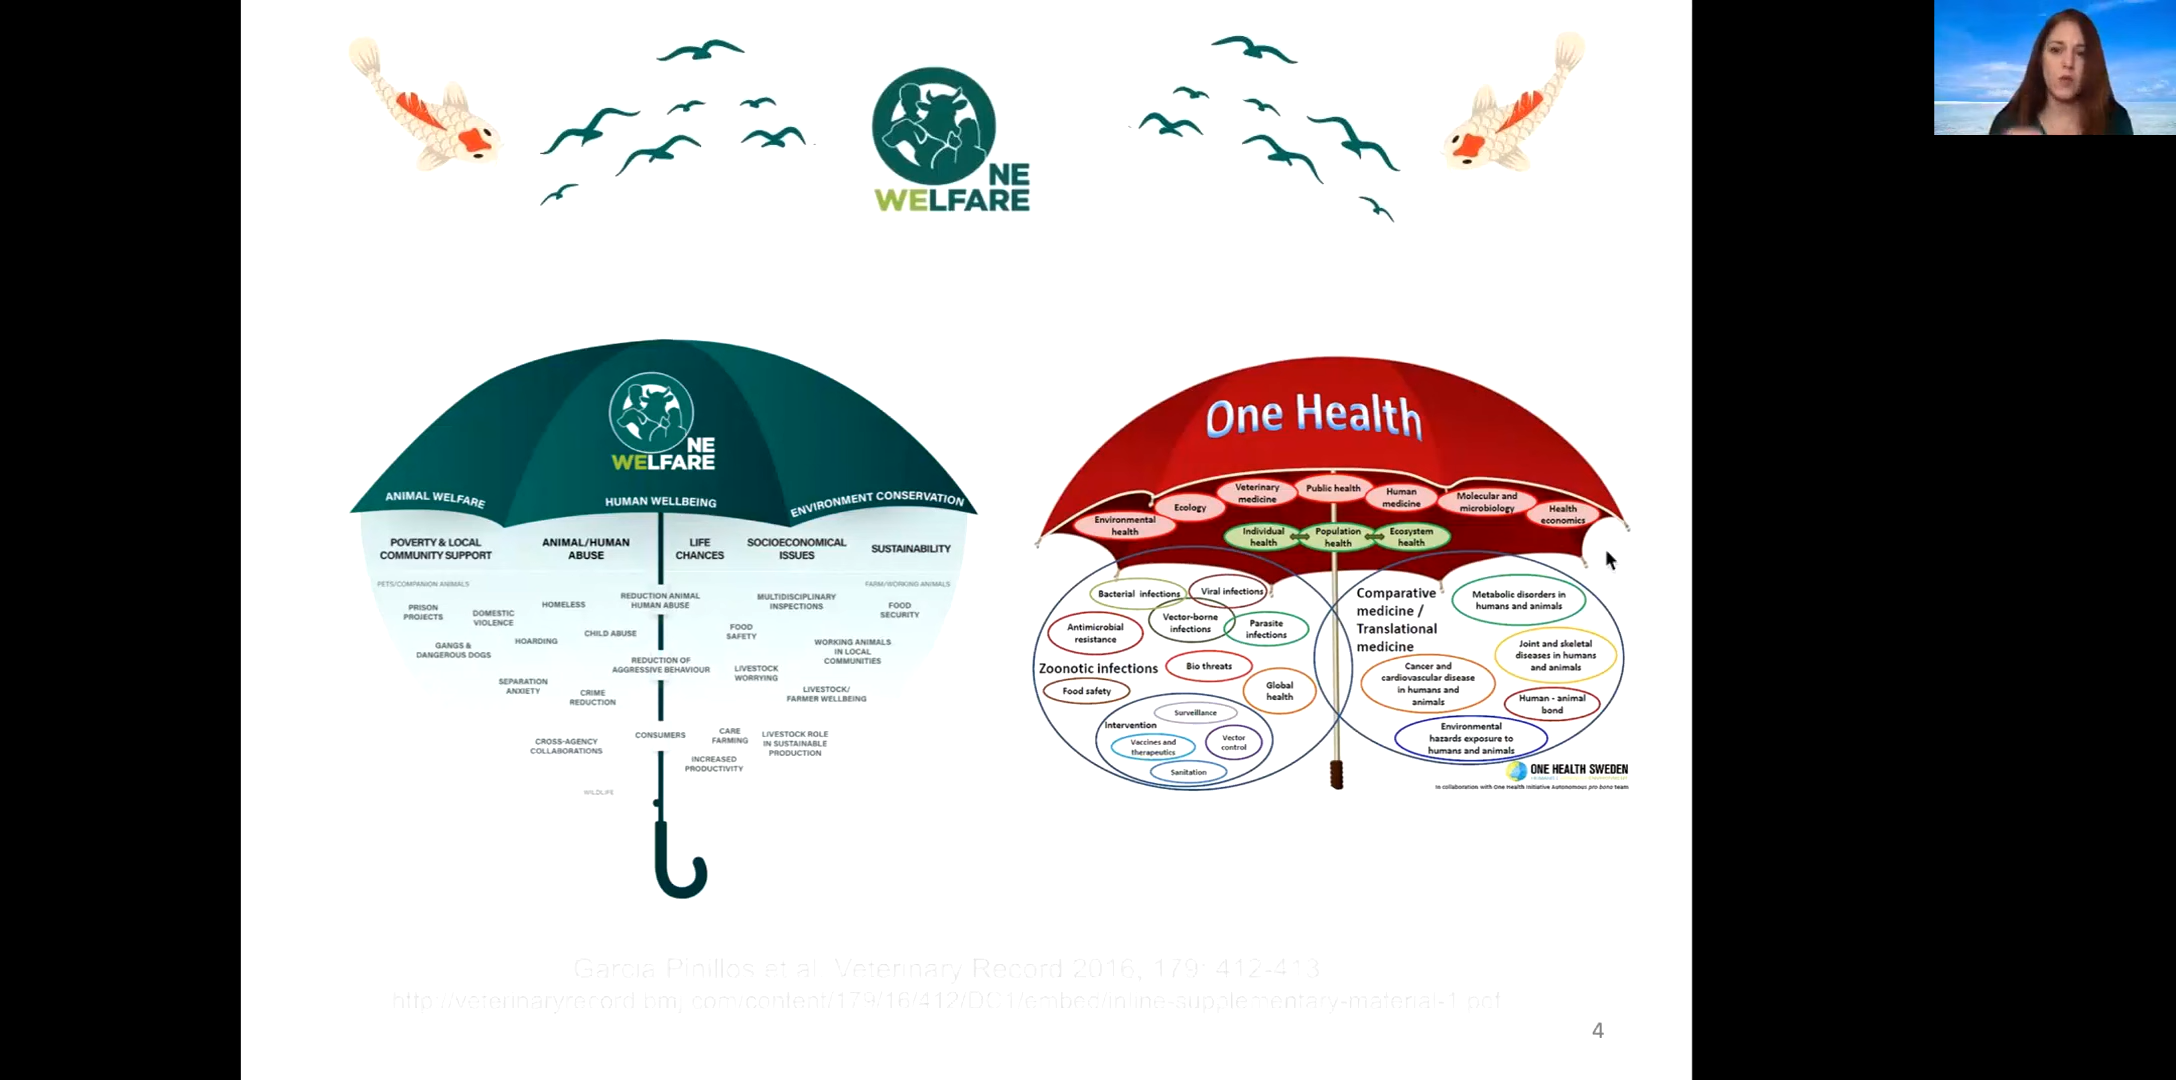 NE
WELFARE
NE
WELFARE
ANIMAL WELFARE
HUMAN WELLBEING
ENVIRONMENT CONSERVATION
POVERTY & LOCAL
COMMUNITY SUPPORT
ANIMAL/HUMAN
ABUSE
LIFE
CHANCES
SOCIOECONOMICAL
ISSUES
SUSTAINABILITY
PETS/COMPANION ANIMALS
FARM/WORKING ANIMALS
PRISON
PROJECTS
DOMESTIC
VIOLENCE
HOMELESS
REDUCTION ANIMAL
HUMAN ABUSE
MULTIDISCIPLINARY
INSPECTIONS
FOOD
SECURITY
GANGS &
DANGEROUS DOGS
HOARDING
CHILD ABUSE
FOOD
SAFETY
WORKING ANIMALS
IN LOCAL
COMMUNITIES
SEPARATION
ANXIETY
CRIME
REDUCTION
REDUCTION OF
AGGRESSIVE BEHAVIOUR
LIVESTOCK
WORRYING
LIVESTOCK/
FARMER WELLBEING
CROSS-AGENCY
COLLABORATIONS
CONSUMERS
CARE
FARMING
LIVESTOCK ROLE
IN SUSTAINABLE
PRODUCTION
INCREASED
PRODUCTIVITY
WILDLIFE
One Health
Environmental
health
Ecology
Veterinary
medicine
Public health
Human
medicine
Molecular and
microbiology
Health
economics
Individual
health
Population
health
Ecosystem
health
Bacterial infections
Viral infections
Vector-borne
infections
Parasite
infections
Antimicrobial
resistance
Zoonotic infections
Bio threats
Food safety
Global
health
Surveillance
Intervention
Vaccines and
therapeutics
Vector
control
Sanitation
Comparative
medicine /
Translational
medicine
Metabolic disorders in
humans and animals
Joint and skeletal
diseases in humans
and animals
Cancer and
cardiovascular disease
in humans and
animals
Human - animal
bond
Environmental
hazards exposure to
humans and animals
ONE HEALTH SWEDEN
In collaboration with One Health Initiative Autonomous pro bono team
Garcia Pinillos et al. Veterinary Record 2016, 179: 412-413
http://veterinaryrecord.bmj.com/content/179/16/412/DC1/embed/inline-supplementary-material-1.pdf
4